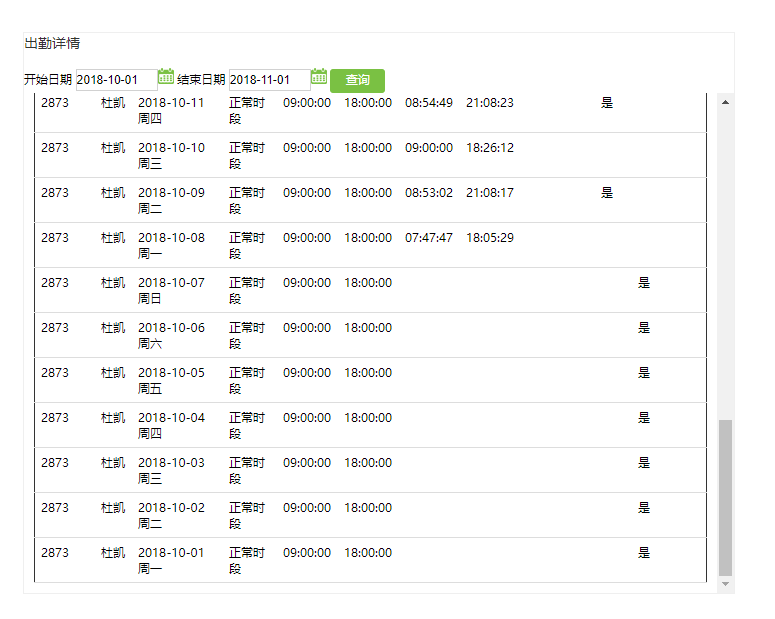 出勤详情
开始日期 2018-10-01 结束日期 2018-11-01 查询
2873 杜凯 2018-10-11 正常时 09:00:00 18:00:00 08:54:49 21:08:23 是
周四 段
2873 杜凯 2018-10-10 正常时 09:00:00 18:00:00 09:00:00 18:26:12
周三 段
2873 杜凯 2018-10-09 正常时 09:00:00 18:00:00 08:53:02 21:08:17 是
周二 段
2873 杜凯 2018-10-08 正常时 09:00:00 18:00:00 07:47:47 18:05:29
周一 段
2873 杜凯 2018-10-07 正常时 09:00:00 18:00:00 是
周日 段
2873 杜凯 2018-10-06 正常时 09:00:00 18:00:00 是
周六 段
2873 杜凯 2018-10-05 正常时 09:00:00 18:00:00 是
周五 段
2873 杜凯 2018-10-04 正常时 09:00:00 18:00:00 是
周四 段
2873 杜凯 2018-10-03 正常时 09:00:00 18:00:00 是
周三 段
2873 杜凯 2018-10-02 正常时 09:00:00 18:00:00 是
周二 段
2873 杜凯 2018-10-01 正常时 09:00:00 18:00:00 是
周一 段